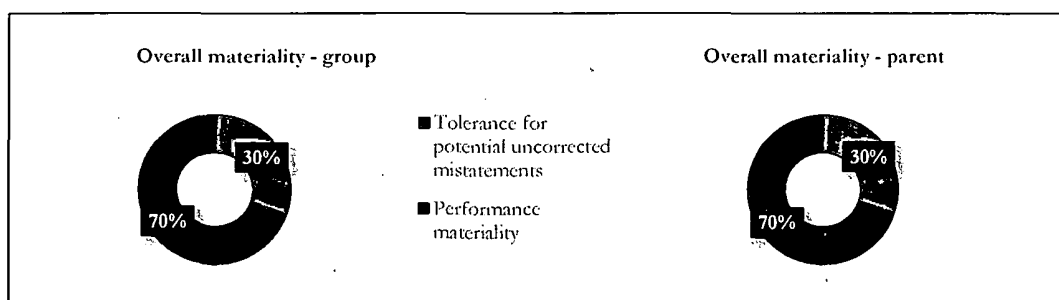 Overall materiality - group
Overall materiality - parent
30%
70%
Tolerance for
potential uncorrected
mistatements
Performance
materiality
30%
70%